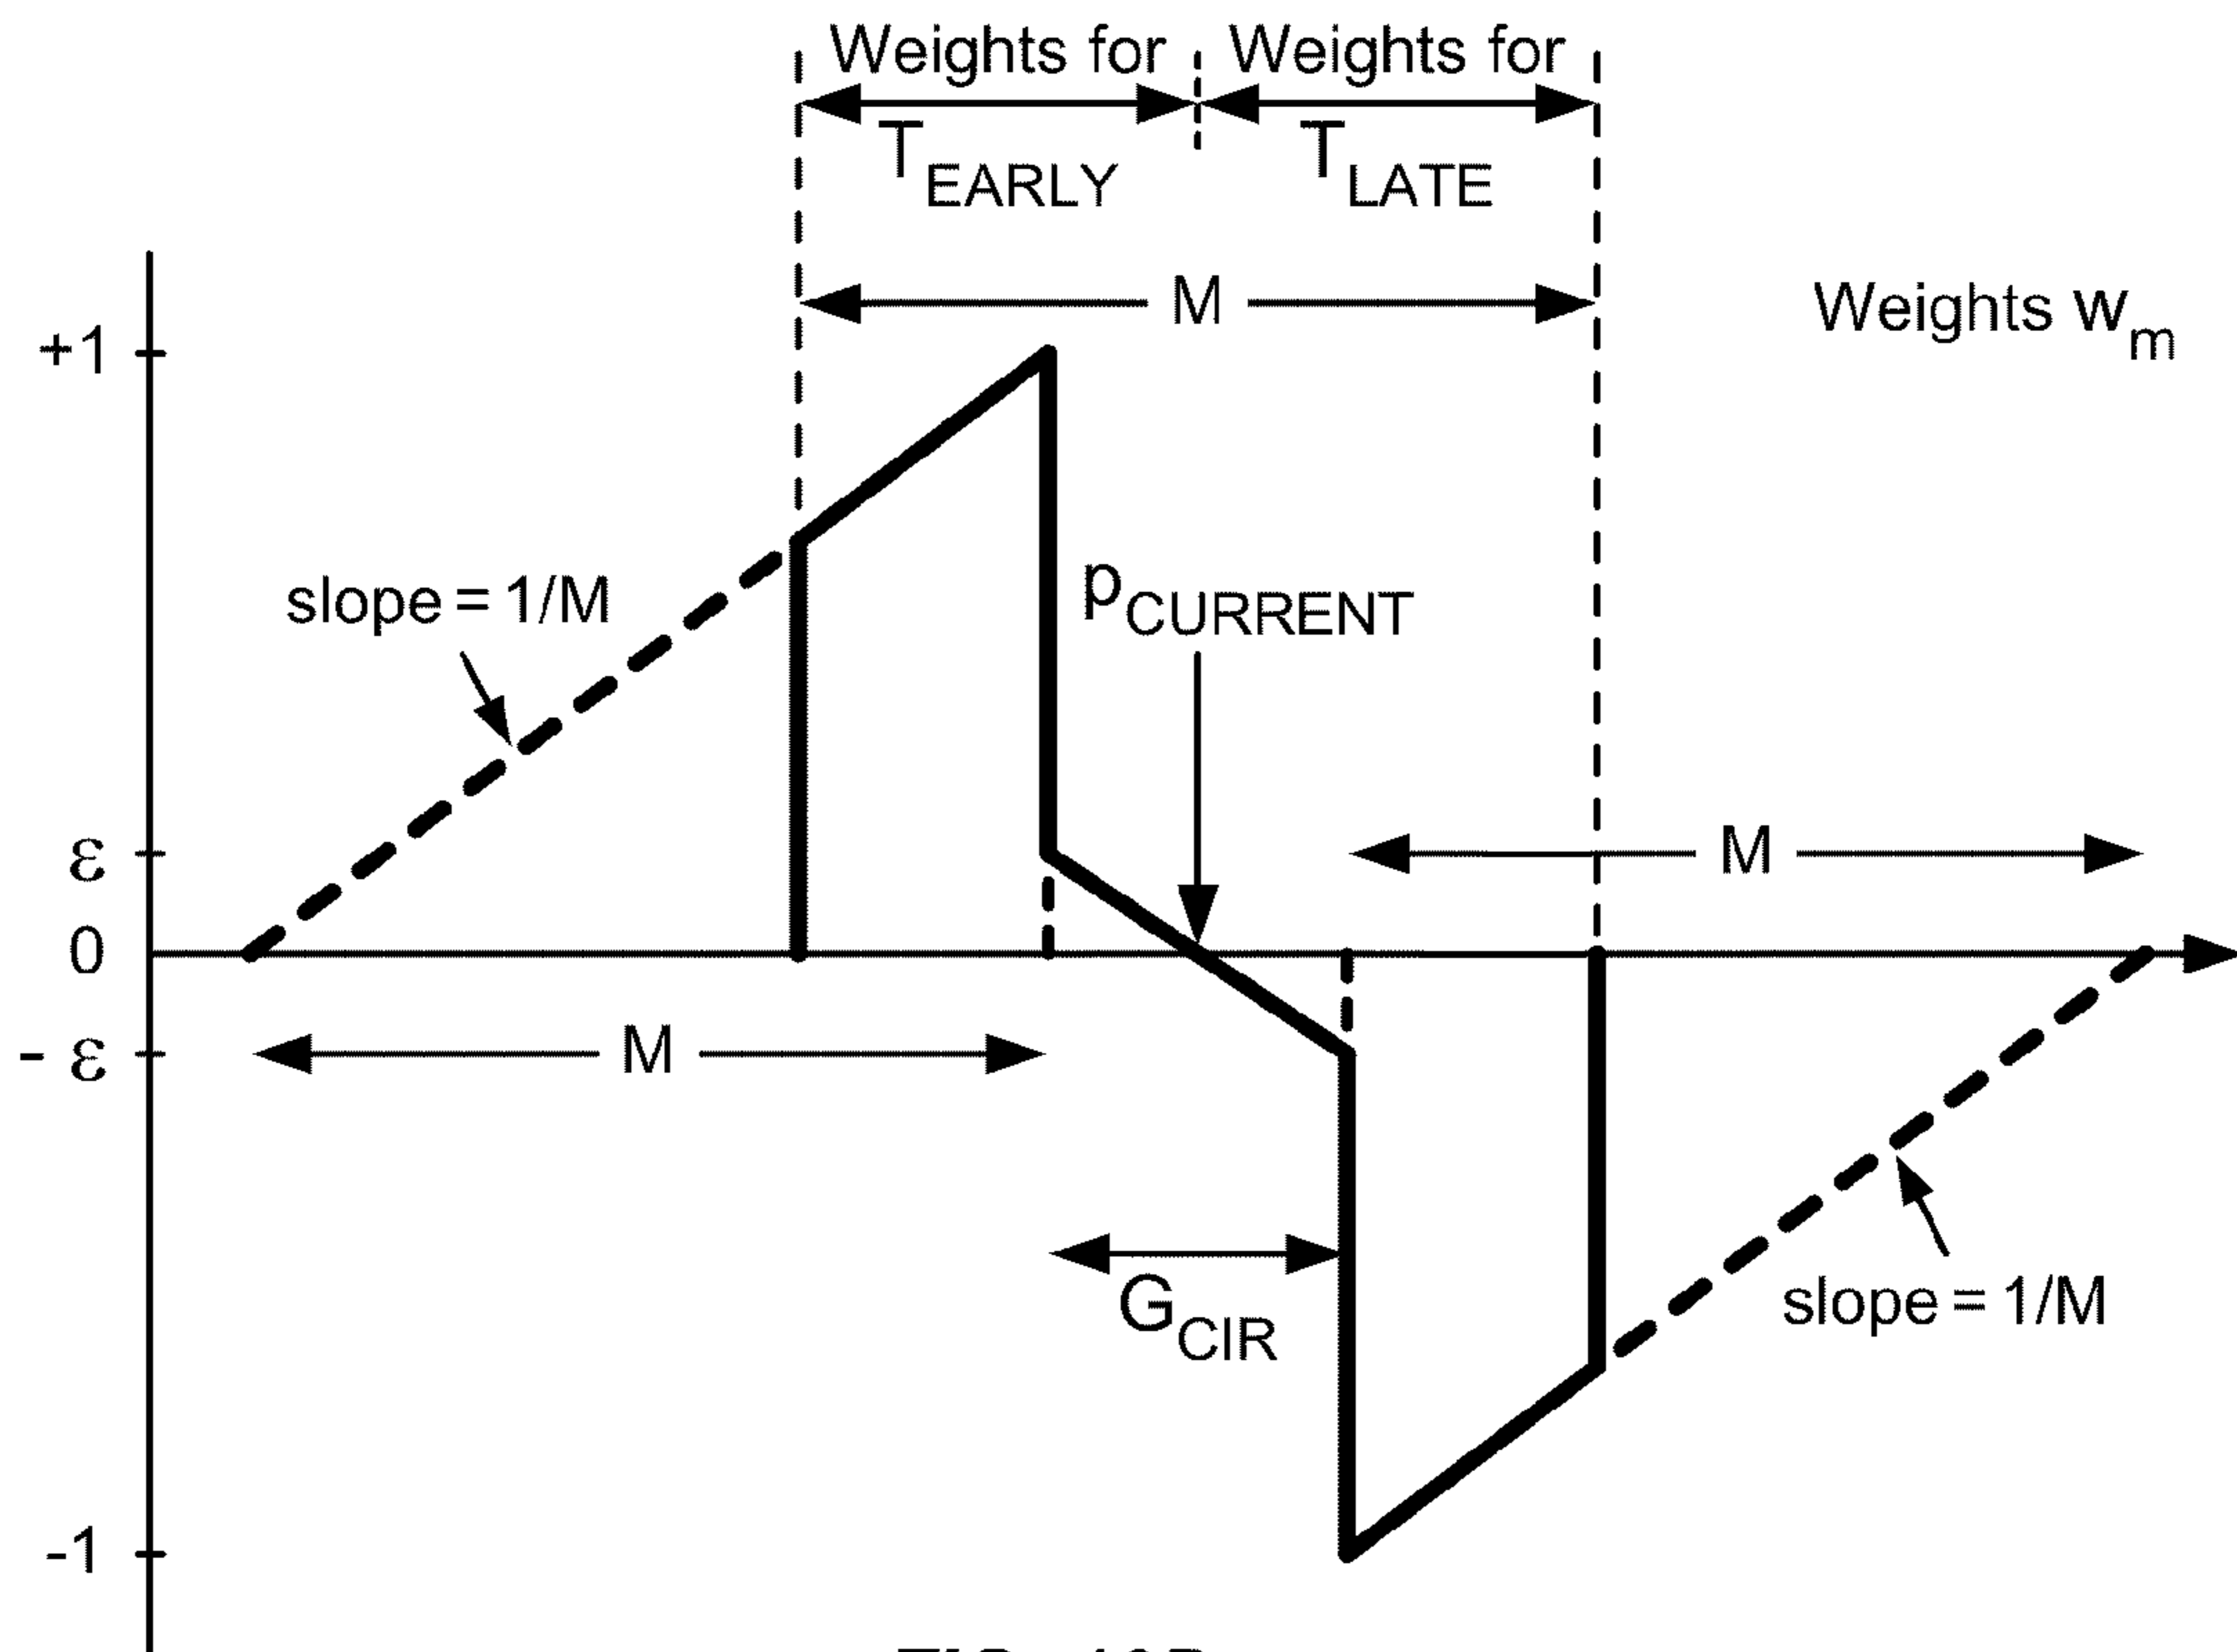 Weights for Weights for
T_EARLY T_LATE
M
Weights w_m
+1
slope = 1/M
p_CURRENT
ε
M
0
- ε
M
G_CIR
slope = 1/M
-1